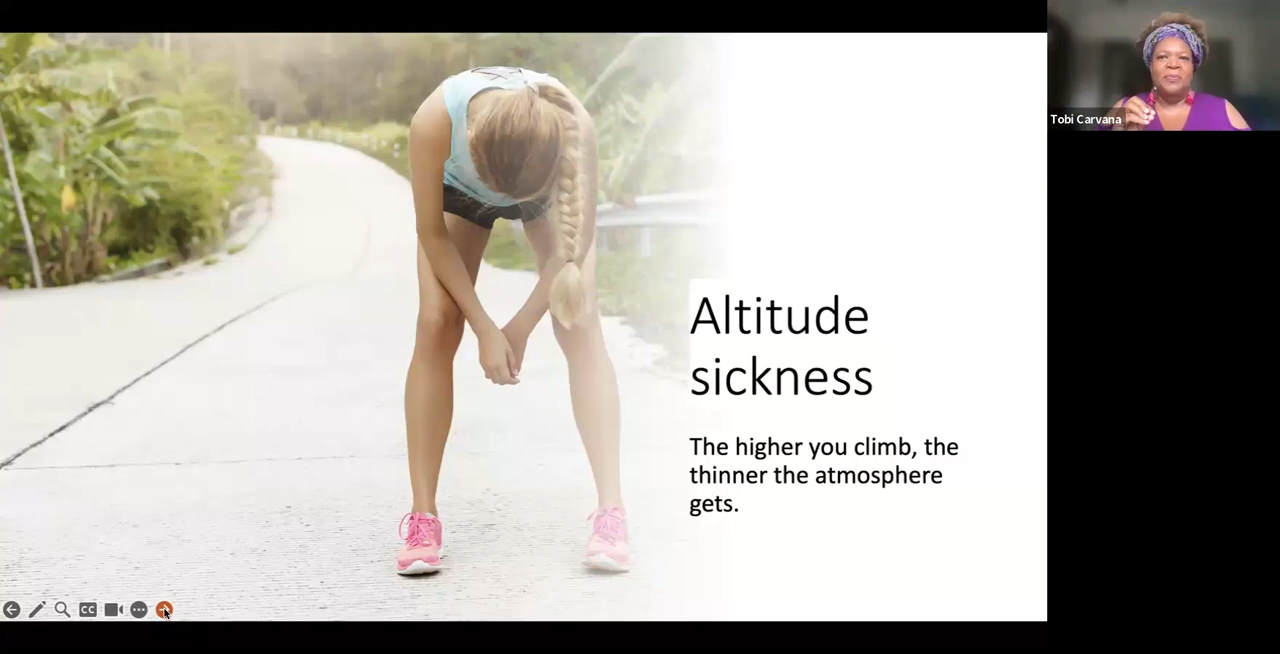 Tobi Carvana
Altitude
sickness
The higher you climb, the
thinner the atmosphere
gets.
CC